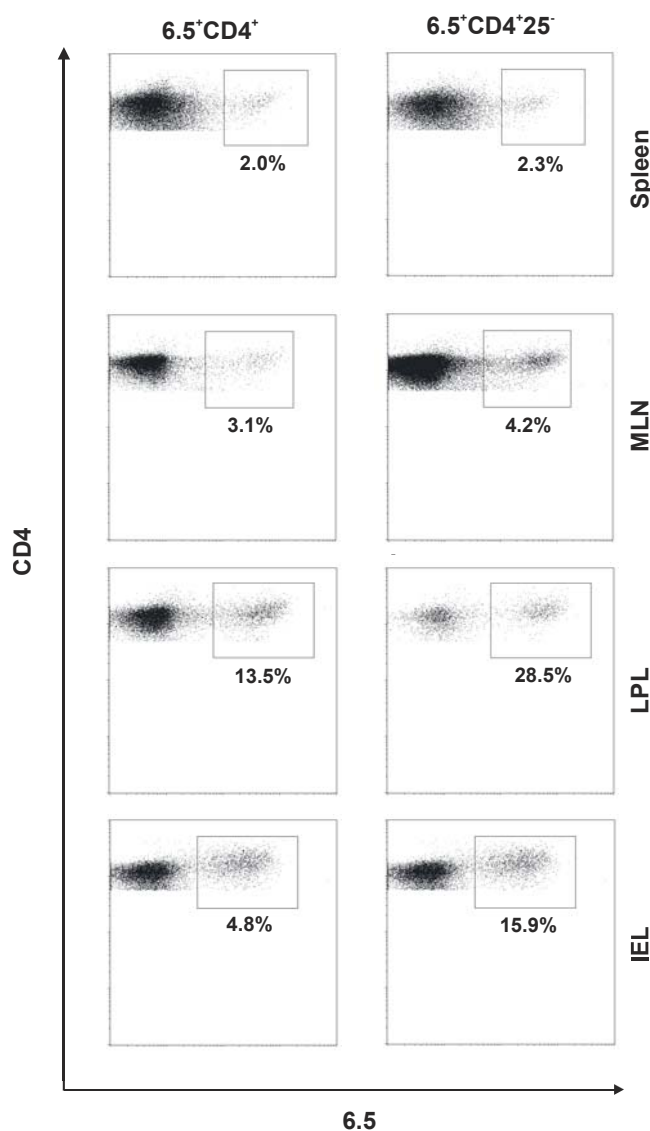 6.5⁺CD4⁺ 6.5⁺CD4⁺25⁻
2.0% 2.3% Spleen
3.1% 4.2% MLN
CD4
13.5% 28.5% LPL
4.8% 15.9% IEL
6.5